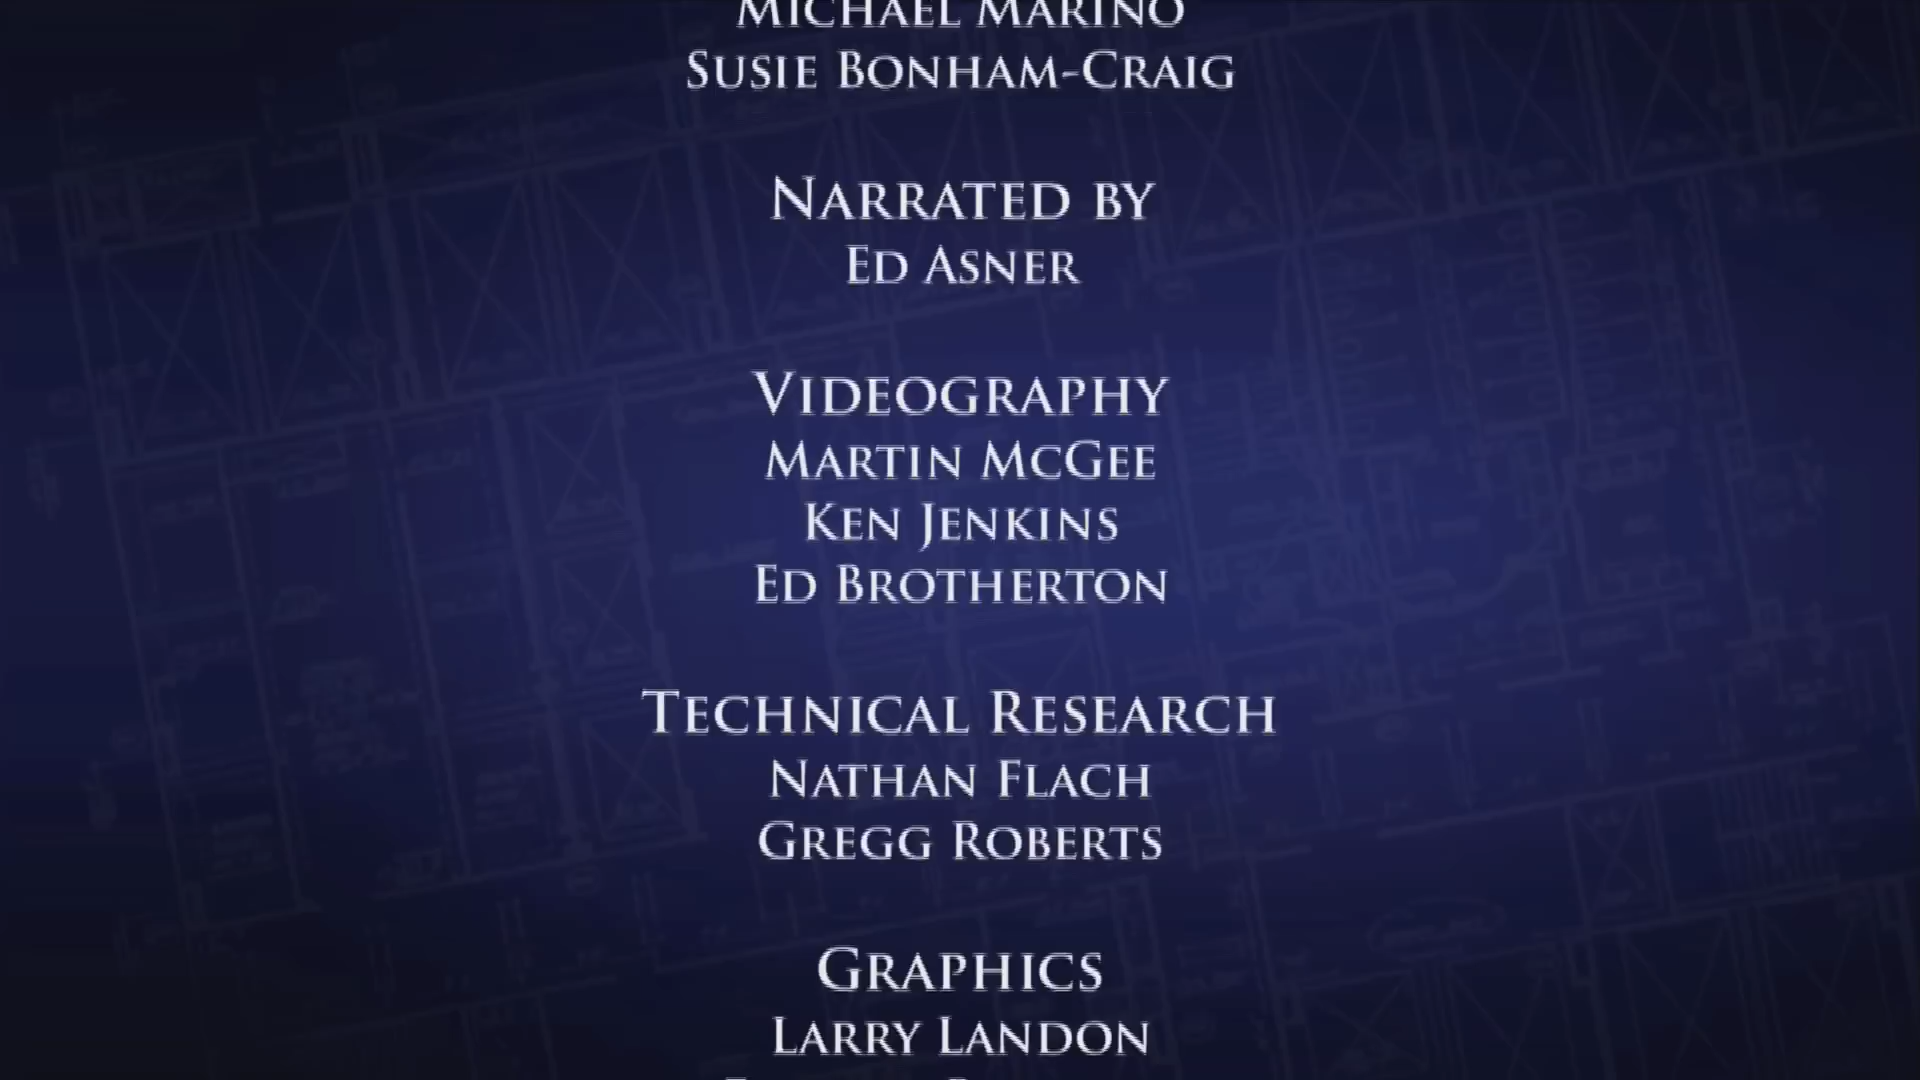 Michael Marino
Susie Bonham-Craig
Narrated by
Ed Asner
Videography
Martin McGee
Ken Jenkins
Ed Brotherton
Technical Research
Nathan Flach
Gregg Roberts
Graphics
Larry Landon